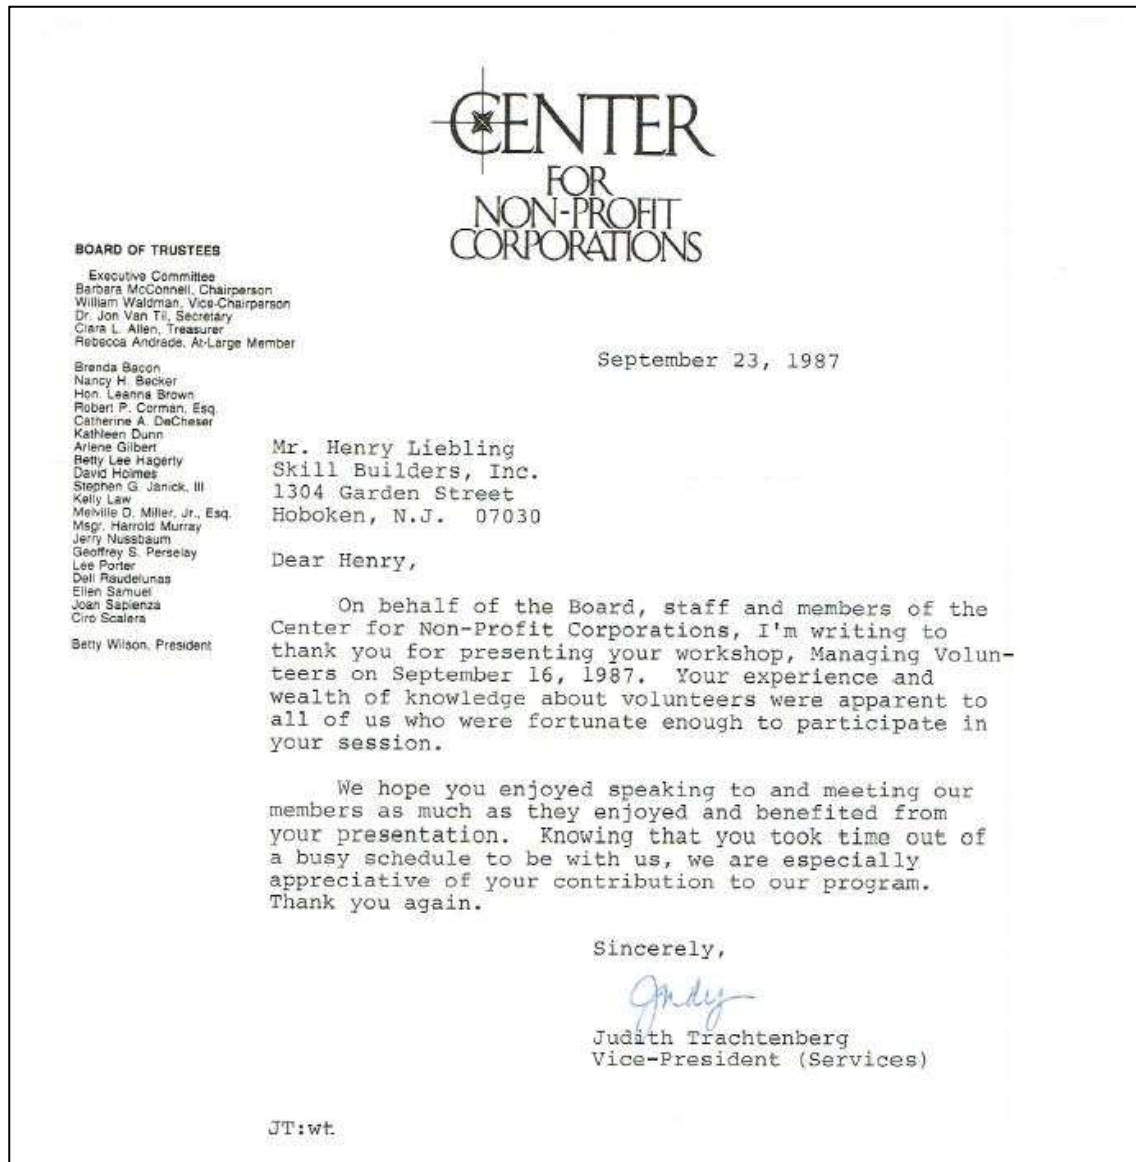 CENTER
FOR
NON-PROFIT
CORPORATIONS
BOARD OF TRUSTEES
Executive Committee
Barbara McConnell, Chairperson
William Waldman, Vice-Chairperson
Dr. Jon Van Til, Secretary
Clara L. Allen, Treasurer
Rebecca Andrade, At-Large Member
Brenda Bacon
Nancy H. Becker
Hon. Leanna Brown
Robert P. Corman, Esq.
Catherine A. DeCheser
Kathleen Dunn
Arlene Gilbert
Betty Lee Hagerty
David Holmes
Stephen G. Janick, III
Kelly Law
Melville D. Miller, Jr., Esq.
Msgr. Harrold Murray
Jerry Nussbaum
Geoffrey S. Perselay
Lee Porter
Dell Raudelunas
Ellen Samuel
Joan Sapienza
Ciro Scalera
Betty Wilson, President
September 23, 1987
Mr. Henry Liebling
Skill Builders, Inc.
1304 Garden Street
Hoboken, N.J. 07030
Dear Henry,
On behalf of the Board, staff and members of the
Center for Non-Profit Corporations, I'm writing to
thank you for presenting your workshop, Managing Volun-
teers on September 16, 1987. Your experience and
wealth of knowledge about volunteers were apparent to
all of us who were fortunate enough to participate in
your session.
We hope you enjoyed speaking to and meeting our
members as much as they enjoyed and benefited from
your presentation. Knowing that you took time out of
a busy schedule to be with us, we are especially
appreciative of your contribution to our program.
Thank you again.
Sincerely,
Judy
Judith Trachtenberg
Vice-President (Services)
JT:wt